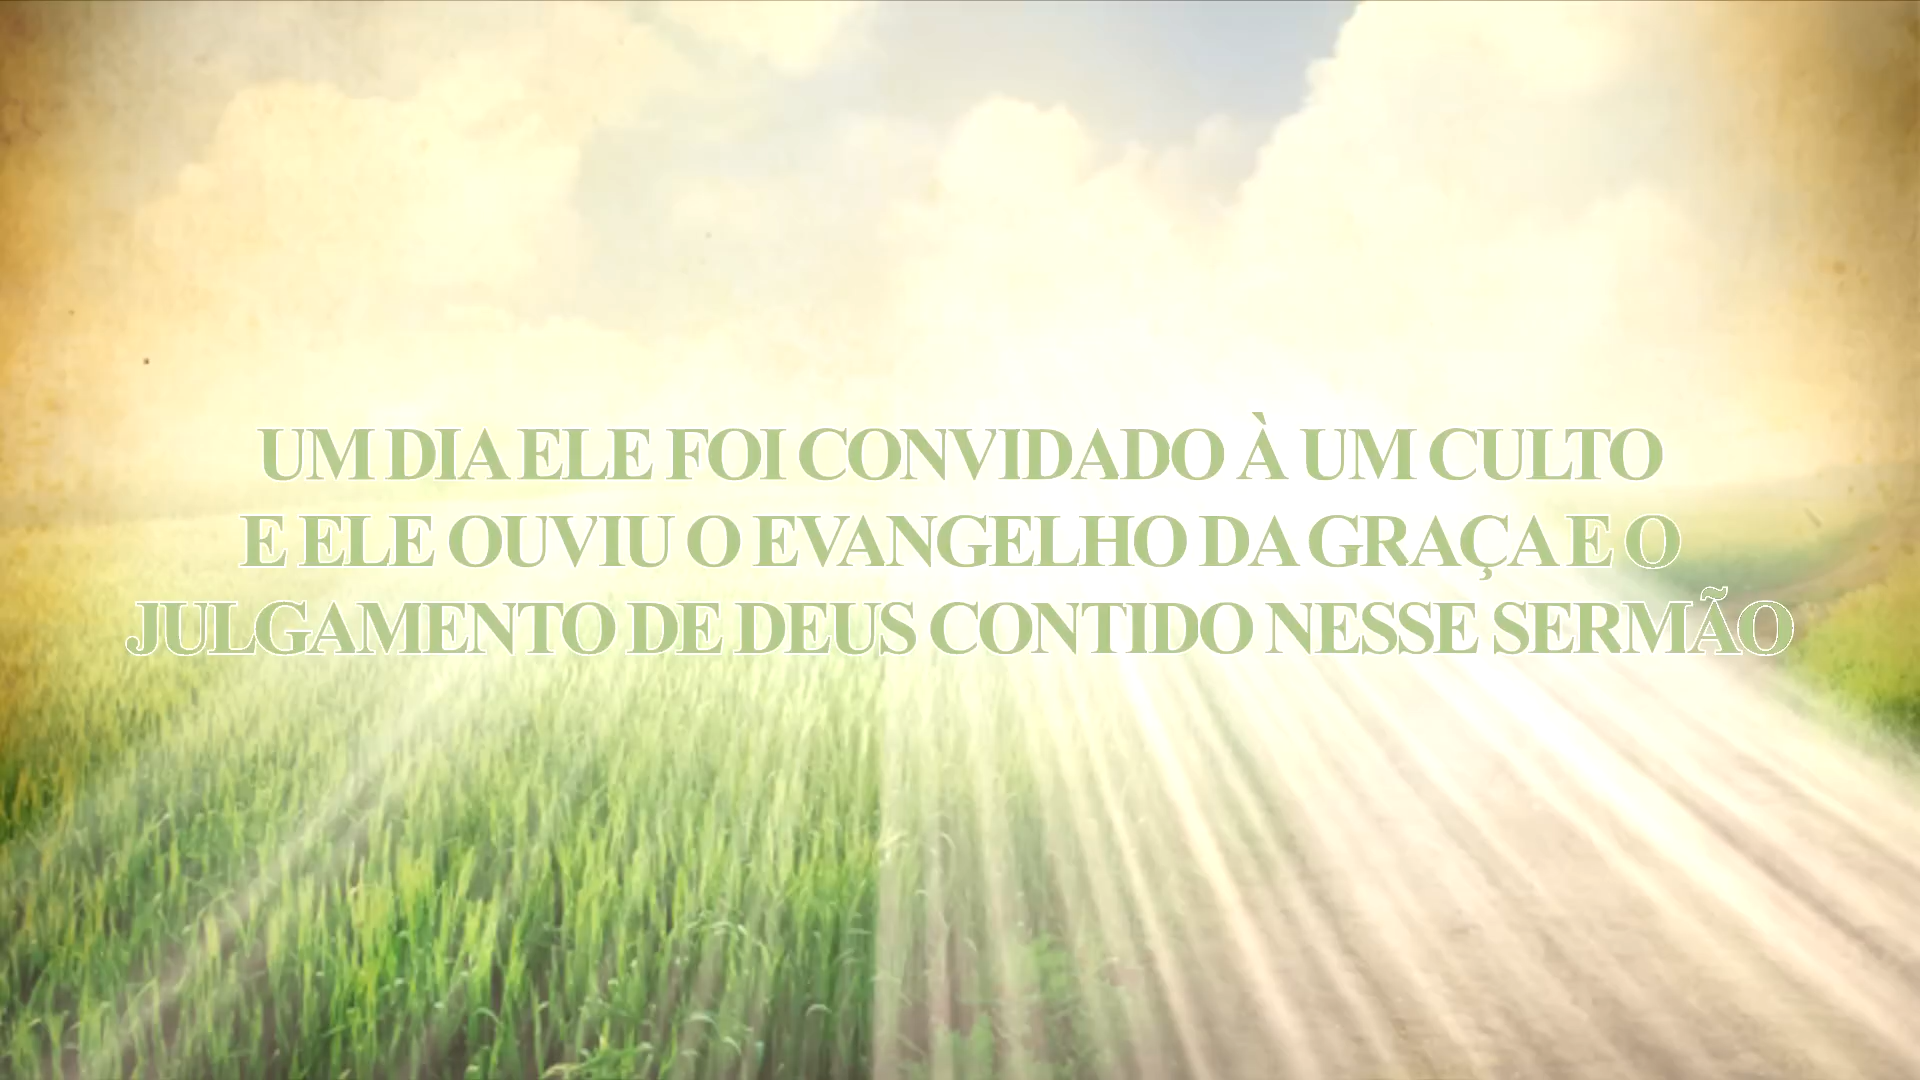 UM DIA ELE FOI CONVIDADO À UM CULTO
E ELE OUVIU O EVANGELHO DA GRAÇA E O
JULGAMENTO DE DEUS CONTIDO NESSE SERMÃO